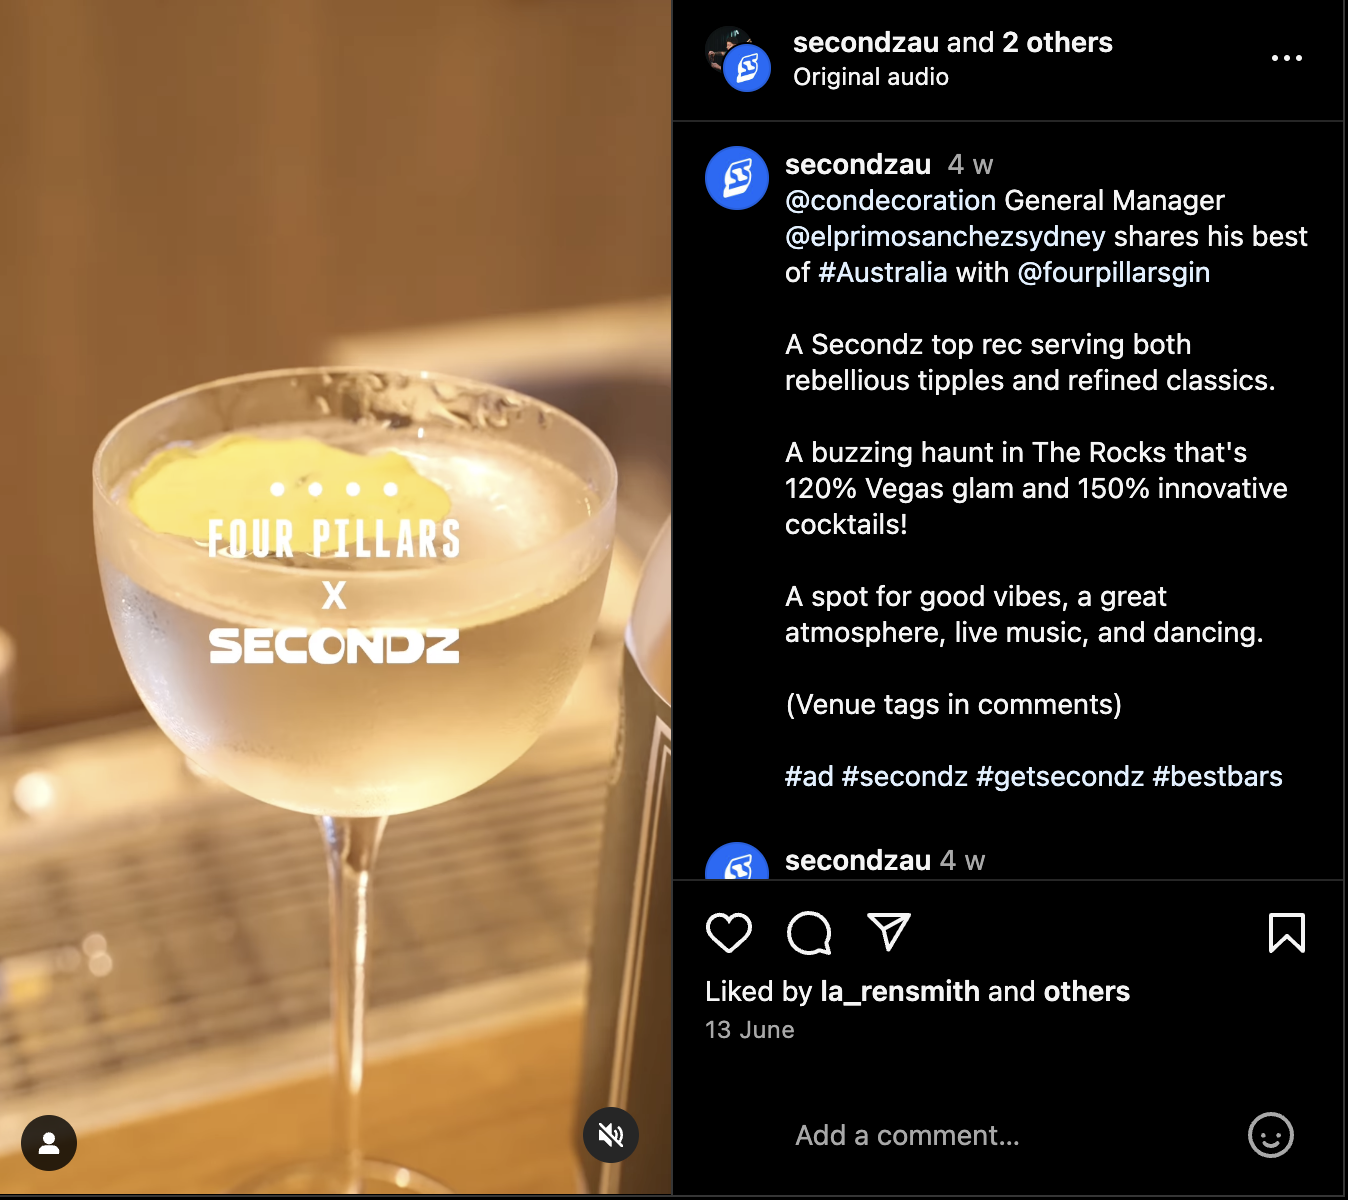 FOUR PILLARS
X
SECONDZ
secondzau and 2 others
Original audio
secondzau 4 w
@condecoration General Manager
@elprimosanchezsydney shares his best
of #Australia with @fourpillarsgin
A Secondz top rec serving both
rebellious tipples and refined classics.
A buzzing haunt in The Rocks that's
120% Vegas glam and 150% innovative
cocktails!
A spot for good vibes, a great
atmosphere, live music, and dancing.
(Venue tags in comments)
#ad #secondz #getsecondz #bestbars
secondzau 4 w
Liked by la_rensmith and others
13 June
Add a comment...